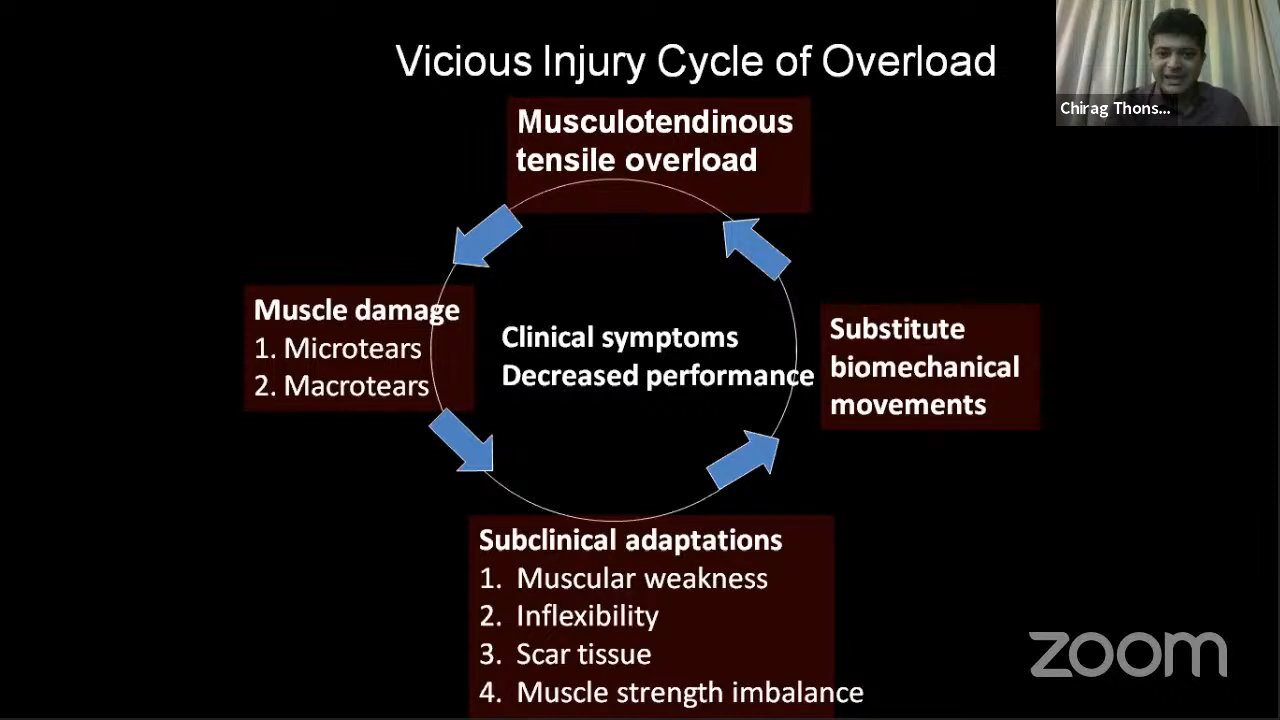 Vicious Injury Cycle of Overload
Chirag Thons...
Musculotendinous
tensile overload
Muscle damage
1. Microtears
2. Macrotears
Clinical symptoms
Decreased performance
Substitute
biomechanical
movements
Subclinical adaptations
1. Muscular weakness
2. Inflexibility
3. Scar tissue
4. Muscle strength imbalance
zoom